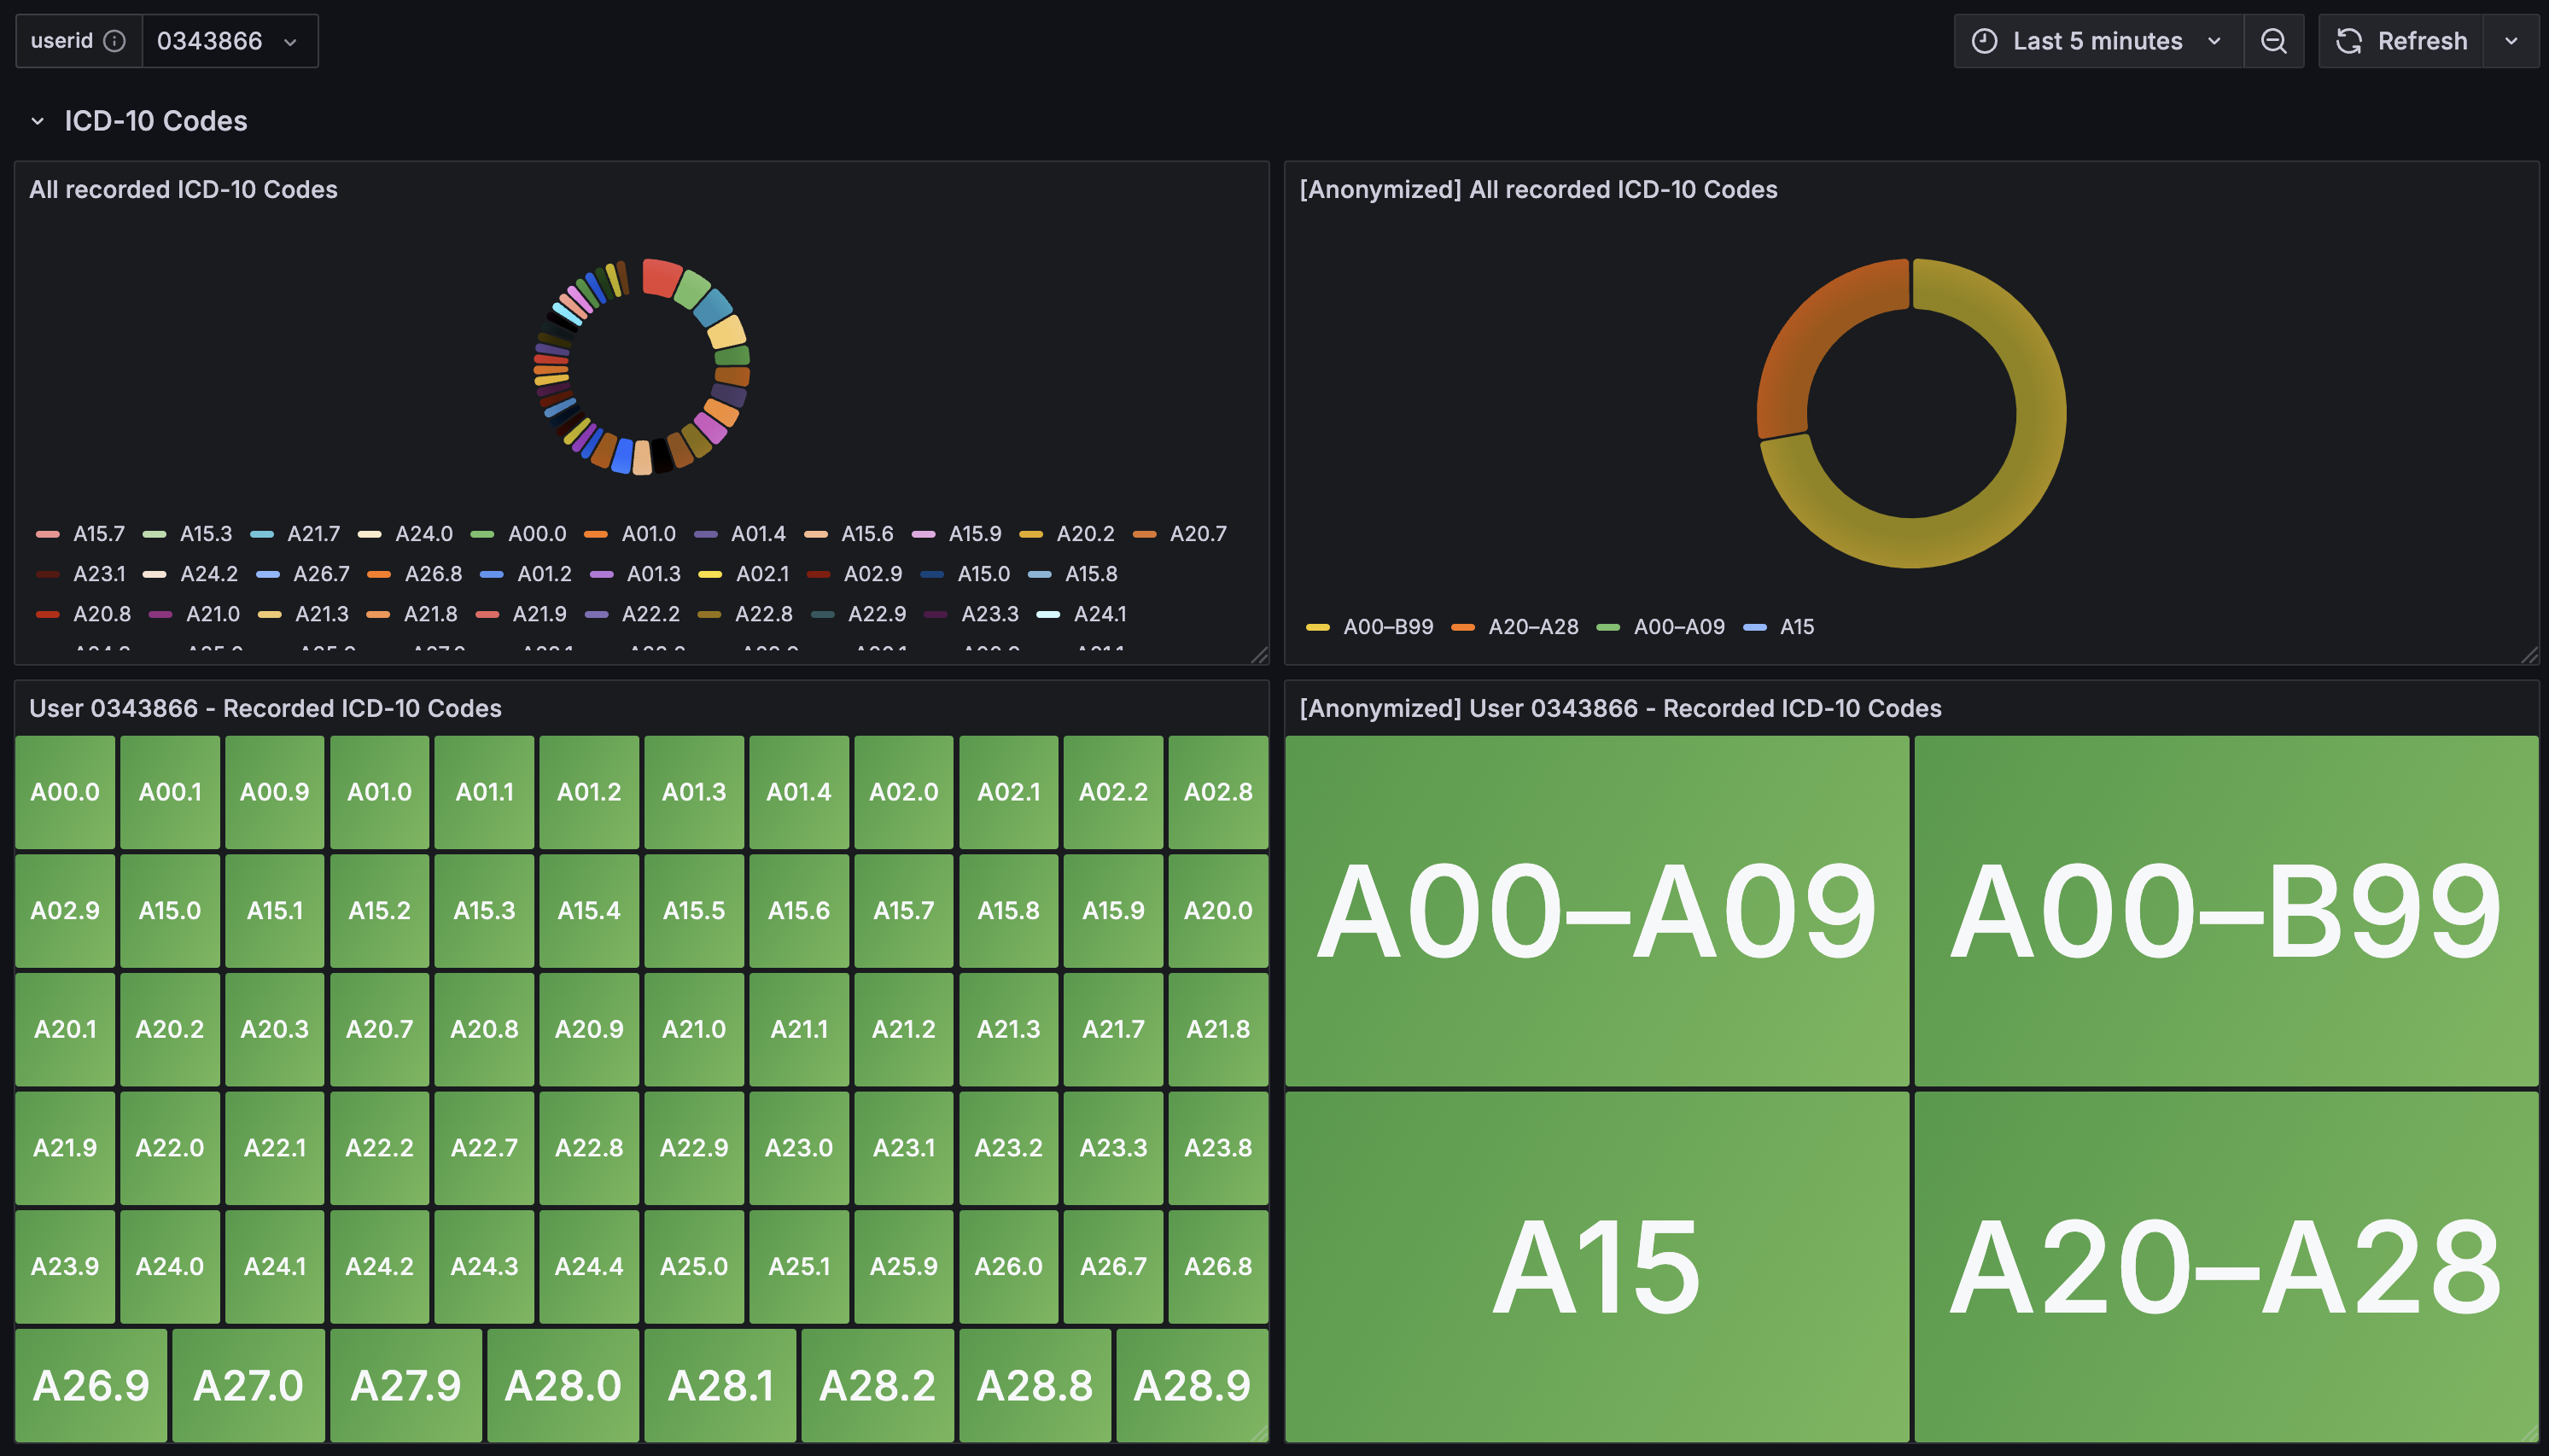 userid 0343866 Last 5 minutes Refresh
ICD-10 Codes
All recorded ICD-10 Codes
A15.7 A15.3 A21.7 A24.0 A00.0 A01.0 A01.4 A15.6 A15.9 A20.2 A20.7
A23.1 A24.2 A26.7 A26.8 A01.2 A01.3 A02.1 A02.9 A15.0 A15.8
A20.8 A21.0 A21.3 A21.8 A21.9 A22.2 A22.8 A22.9 A23.3 A24.1
[Anonymized] All recorded ICD-10 Codes
A00–B99 A20–A28 A00–A09 A15
User 0343866 - Recorded ICD-10 Codes
A00.0 A00.1 A00.9 A01.0 A01.1 A01.2 A01.3 A01.4 A02.0 A02.1 A02.2 A02.8
A02.9 A15.0 A15.1 A15.2 A15.3 A15.4 A15.5 A15.6 A15.7 A15.8 A15.9 A20.0
A20.1 A20.2 A20.3 A20.7 A20.8 A20.9 A21.0 A21.1 A21.2 A21.3 A21.7 A21.8
A21.9 A22.0 A22.1 A22.2 A22.7 A22.8 A22.9 A23.0 A23.1 A23.2 A23.3 A23.8
A23.9 A24.0 A24.1 A24.2 A24.3 A24.4 A25.0 A25.1 A25.9 A26.0 A26.7 A26.8
A26.9 A27.0 A27.9 A28.0 A28.1 A28.2 A28.8 A28.9
[Anonymized] User 0343866 - Recorded ICD-10 Codes
A00–A09 A00–B99
A15 A20–A28